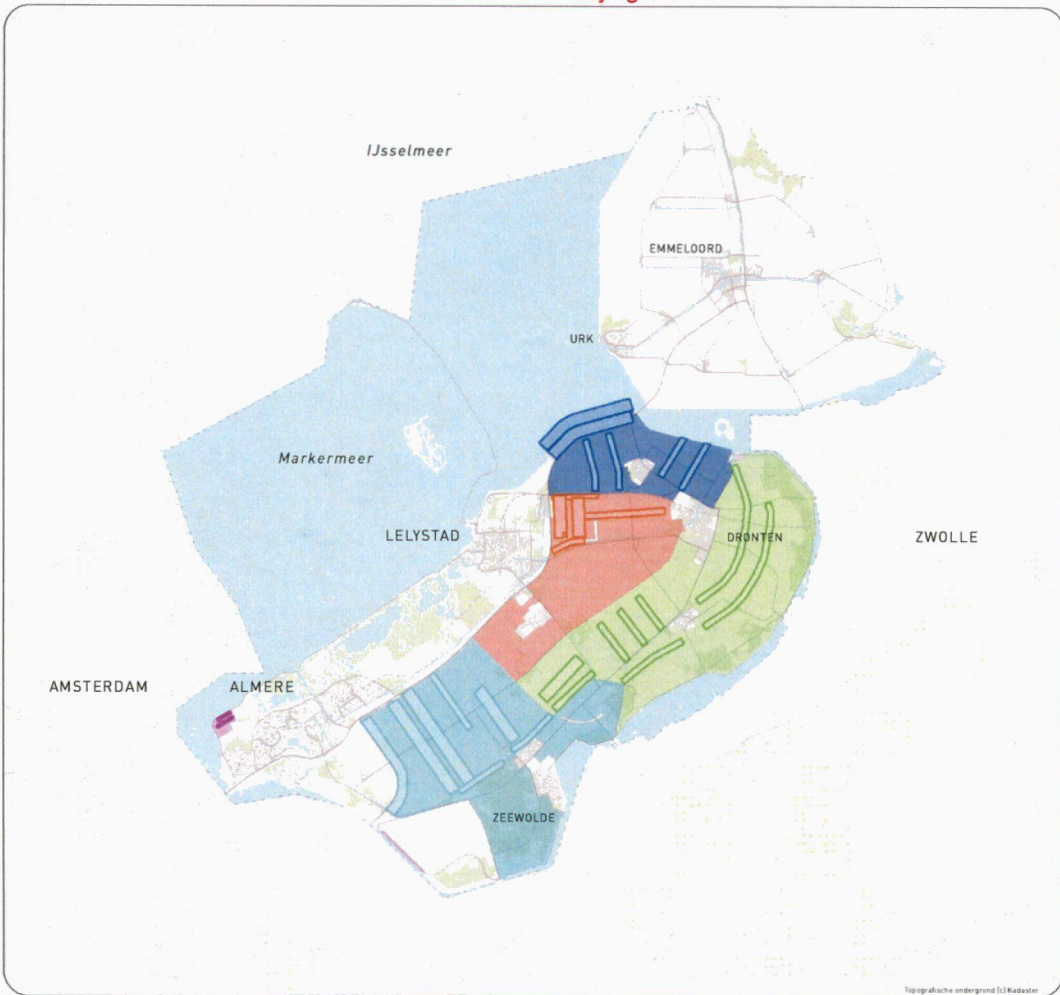 IJsselmeer
EMMELOORD
URK
Markermeer
LELYSTAD
DRONTEN
ZWOLLE
AMSTERDAM
ALMERE
ZEEWOLDE
Topografische ondergrond (c) Kadaster